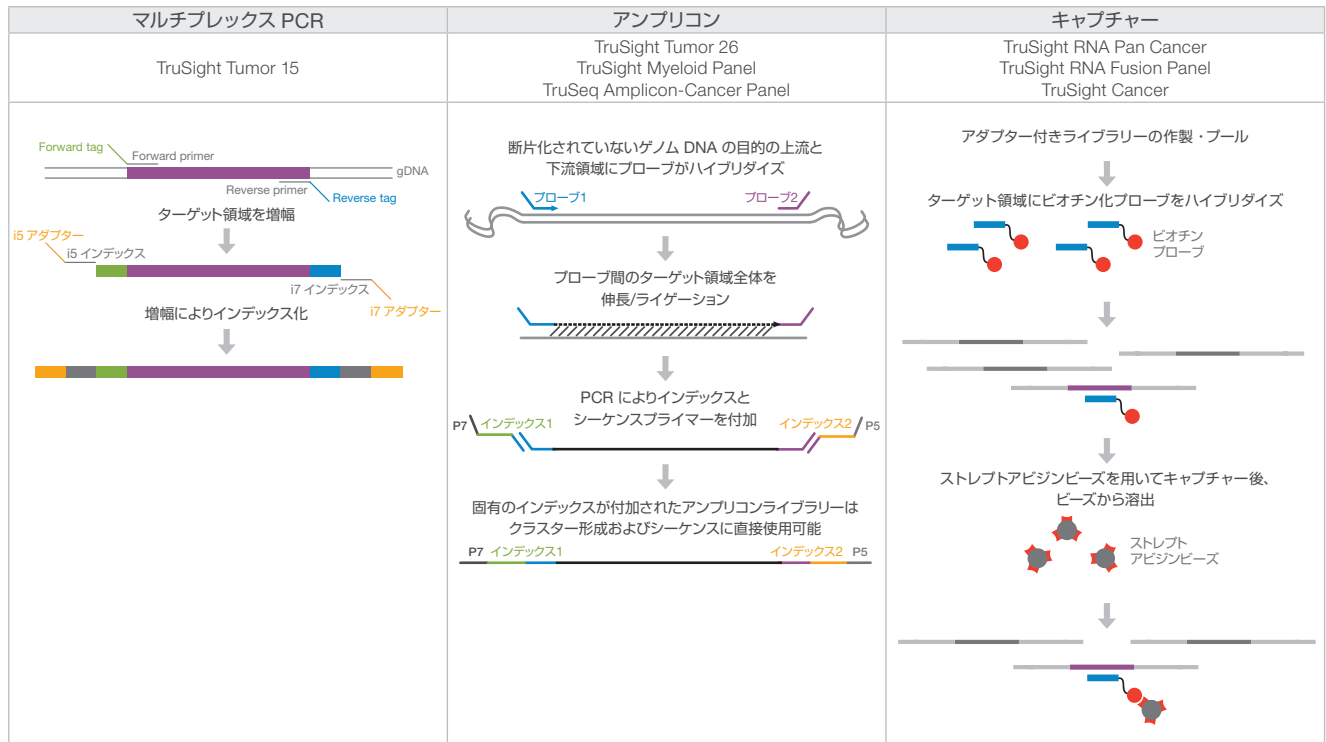 マルチプレックス PCR
TruSight Tumor 15
Forward tag
Forward primer
gDNA
Reverse primer
Reverse tag
ターゲット領域を増幅
i5 アダプター
i5 インデックス
i7 インデックス
i7 アダプター
増幅によりインデックス化
アンプリコン
TruSight Tumor 26
TruSight Myeloid Panel
TruSeq Amplicon-Cancer Panel
断片化されていないゲノム DNA の目的の上流と
下流領域にプローブがハイブリダイズ
プローブ1
プローブ2
プローブ間のターゲット領域全体を
伸長/ライゲーション
PCR によりインデックスと
シーケンスプライマーを付加
P7 インデックス1
インデックス2 P5
固有のインデックスが付加されたアンプリコンライブラリーは
クラスター形成およびシーケンスに直接使用可能
P7 インデックス1
インデックス2 P5
キャプチャー
TruSight RNA Pan Cancer
TruSight RNA Fusion Panel
TruSight Cancer
アダプター付きライブラリーの作製・プール
ターゲット領域にビオチン化プローブをハイブリダイズ
ビオチン
プローブ
ストレプトアビジンビーズを用いてキャプチャー後、
ビーズから溶出
ストレプト
アビジンビーズ